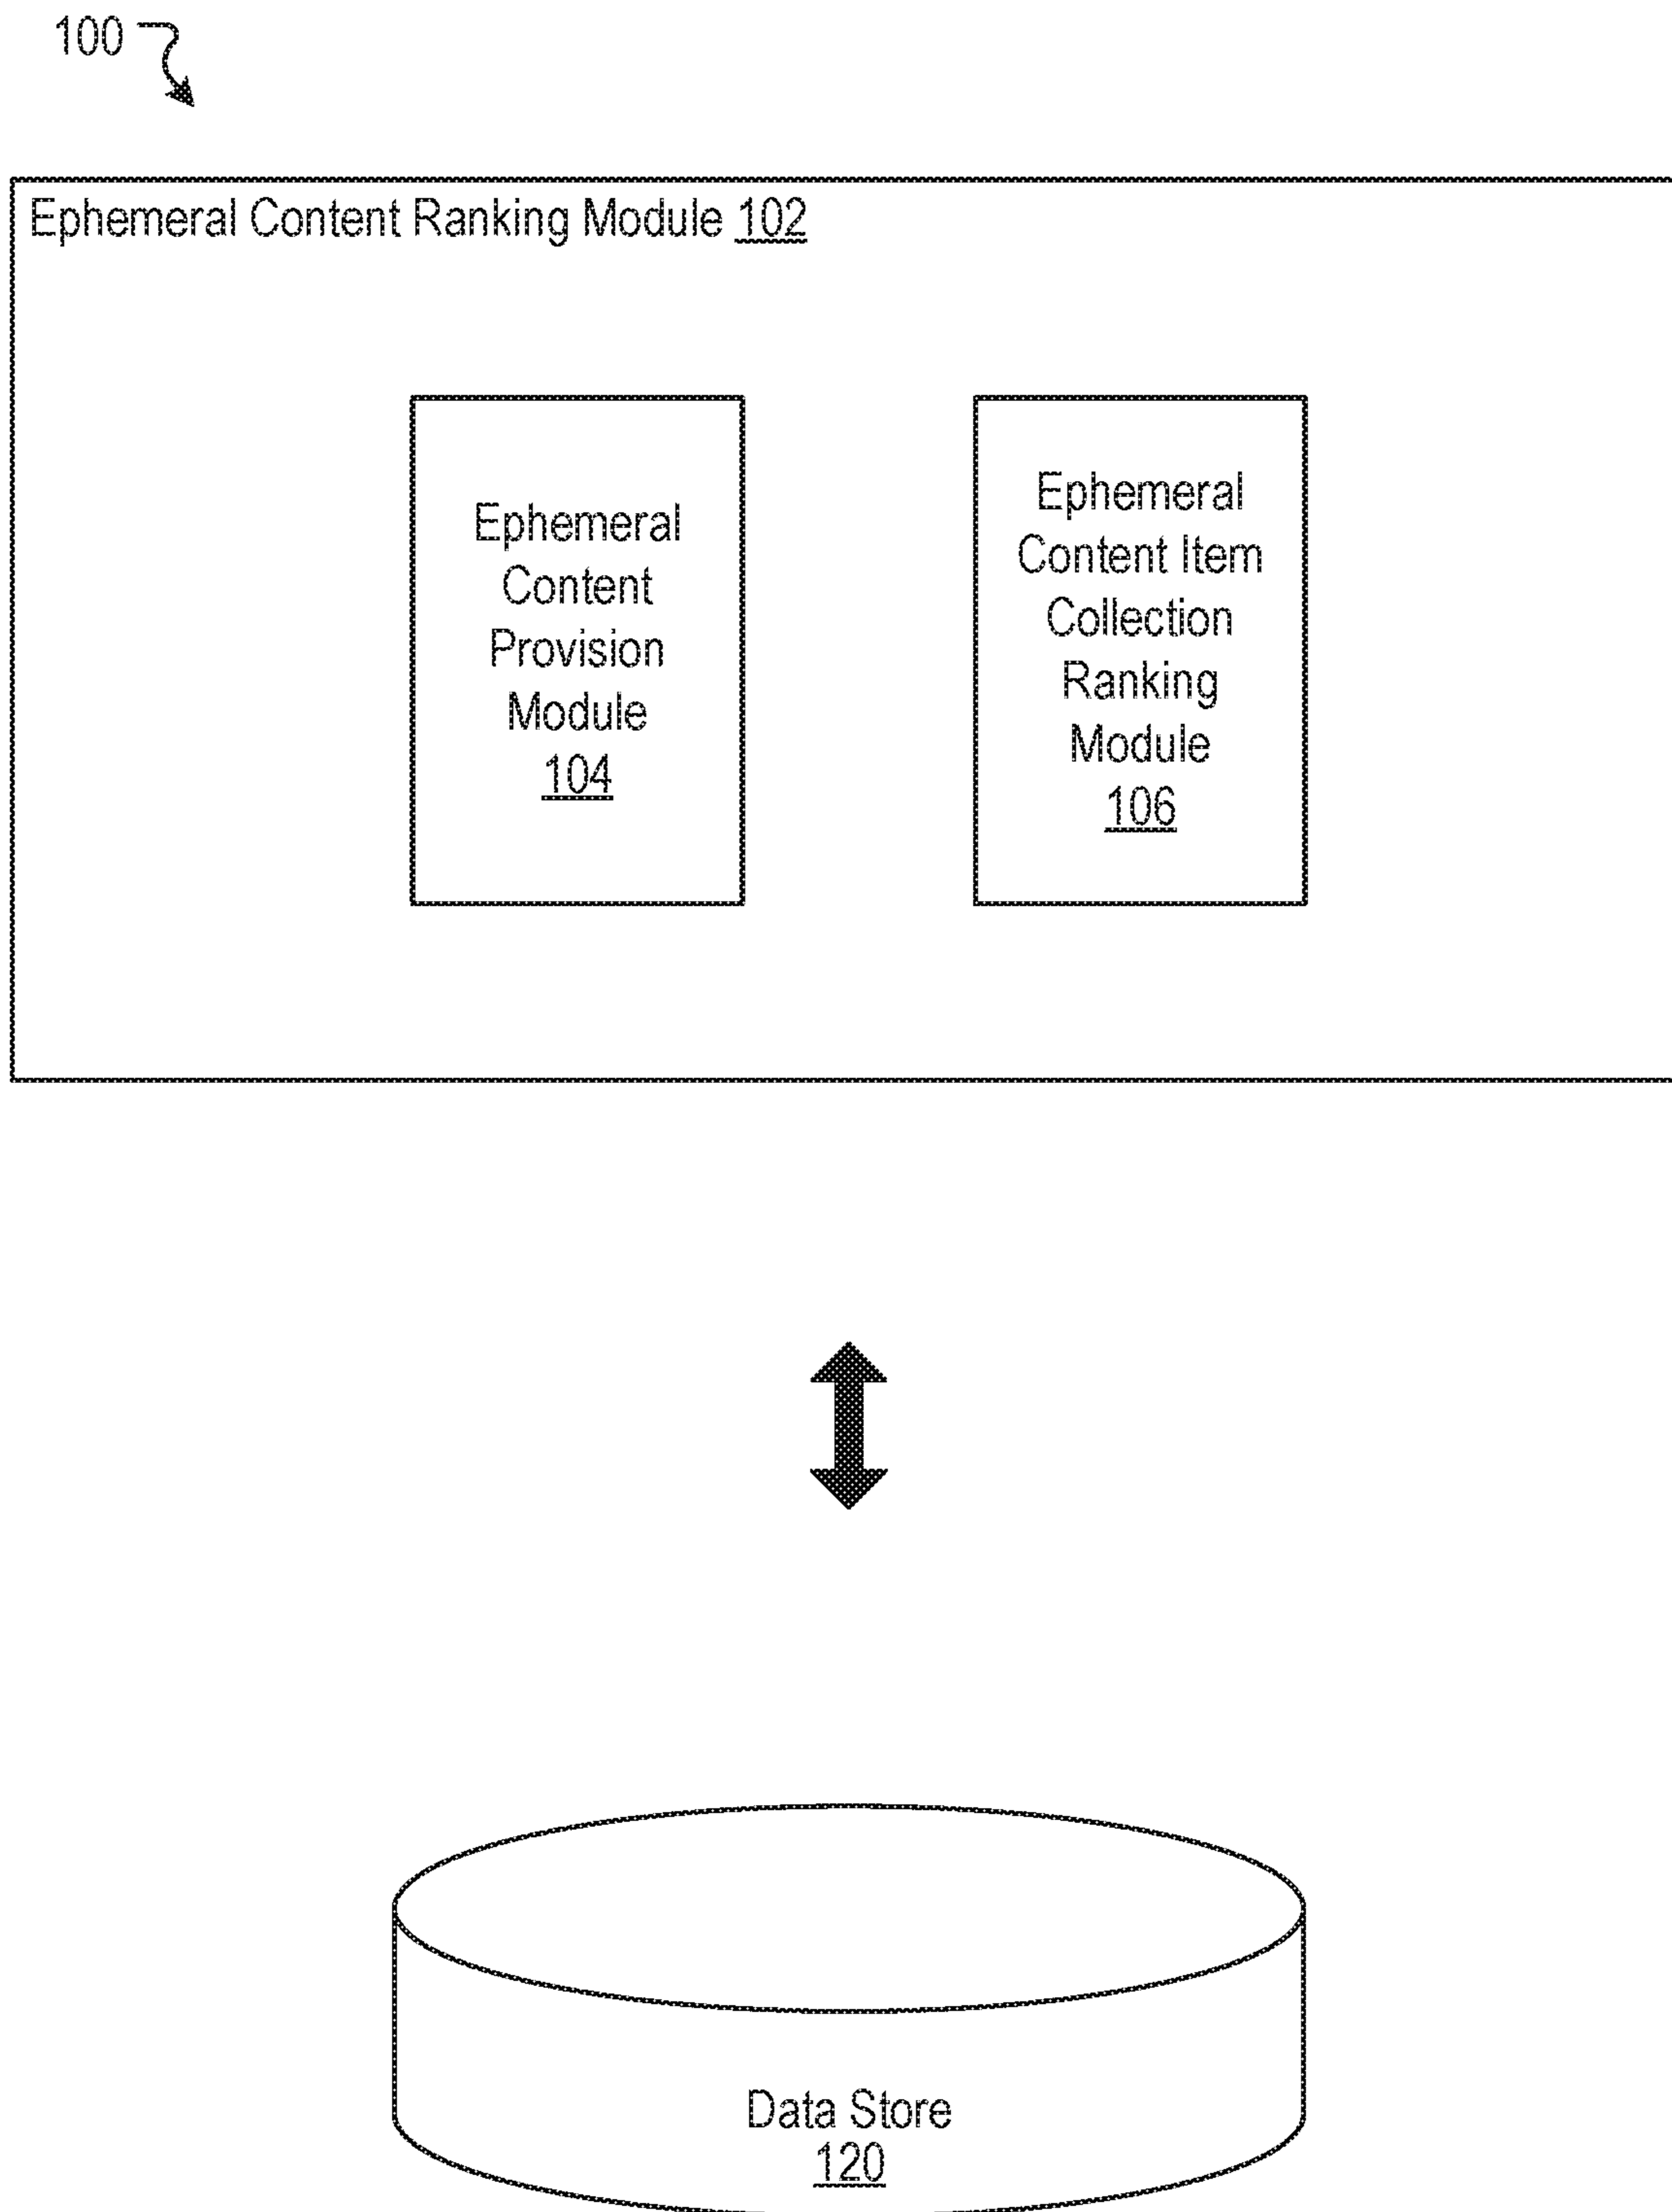 100
Ephemeral Content Ranking Module 102
Ephemeral
Content
Provision
Module
104
Ephemeral
Content Item
Collection
Ranking
Module
106
Data Store
120